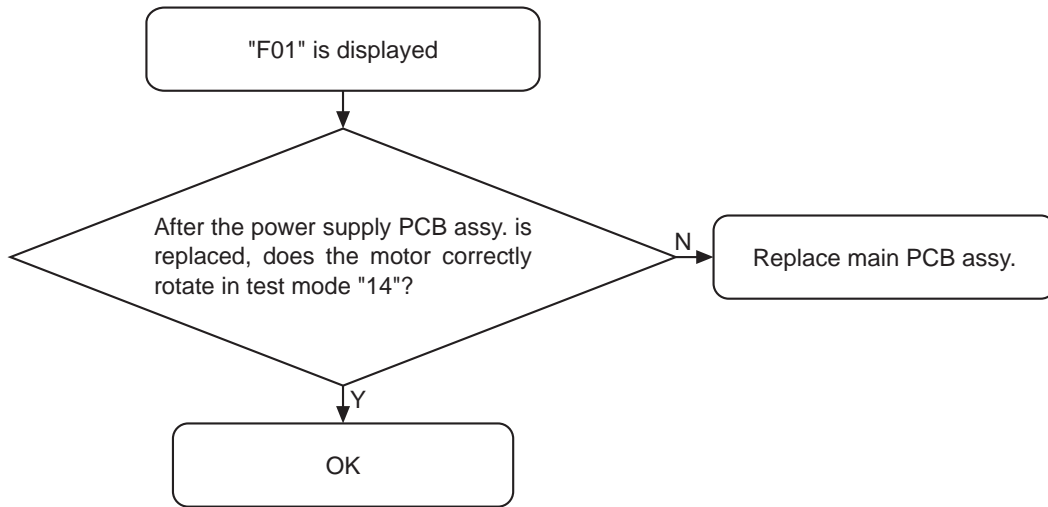 "F01" is displayed
After the power supply PCB assy. is
replaced, does the motor correctly
rotate in test mode "14"?
N
Replace main PCB assy.
Y
OK